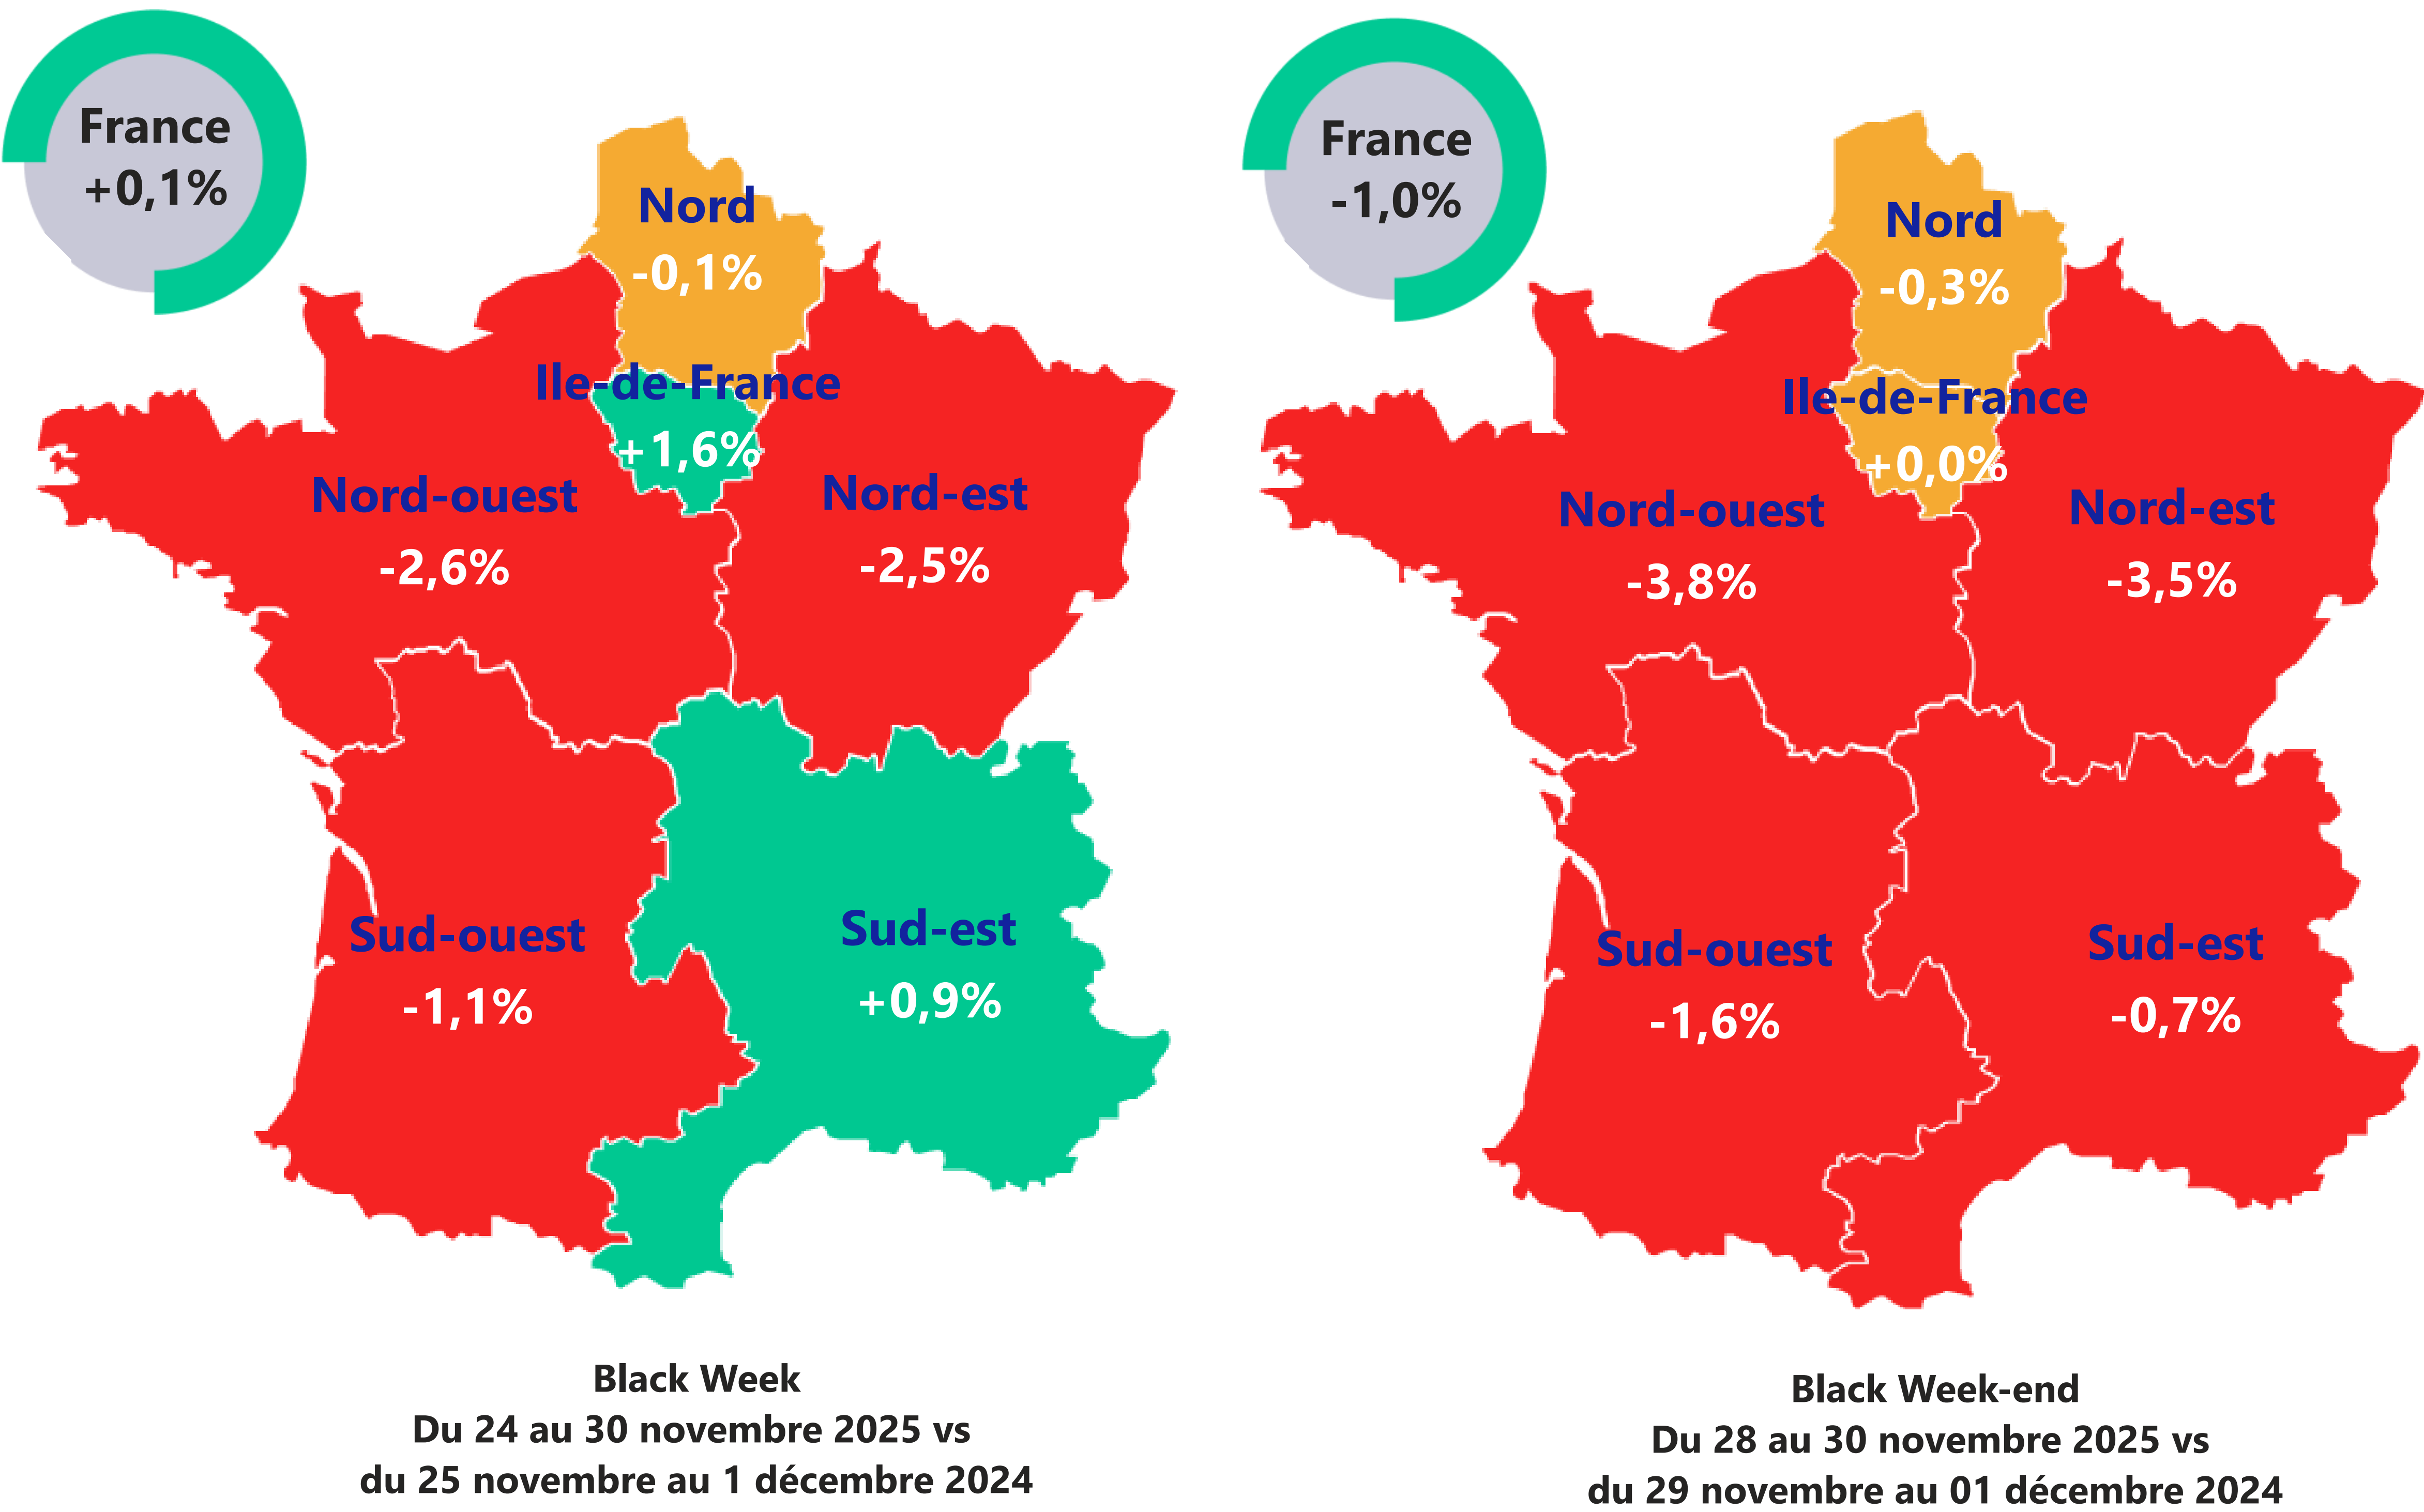 France
+0,1%
Nord
-0,1%
Ile-de-France
+1,6%
Nord-ouest
-2,6%
Nord-est
-2,5%
Sud-ouest
-1,1%
Sud-est
+0,9%
Black Week
Du 24 au 30 novembre 2025 vs
du 25 novembre au 1 décembre 2024
France
-1,0%
Nord
-0,3%
Ile-de-France
+0,0%
Nord-ouest
-3,8%
Nord-est
-3,5%
Sud-ouest
-1,6%
Sud-est
-0,7%
Black Week-end
Du 28 au 30 novembre 2025 vs
du 29 novembre au 01 décembre 2024